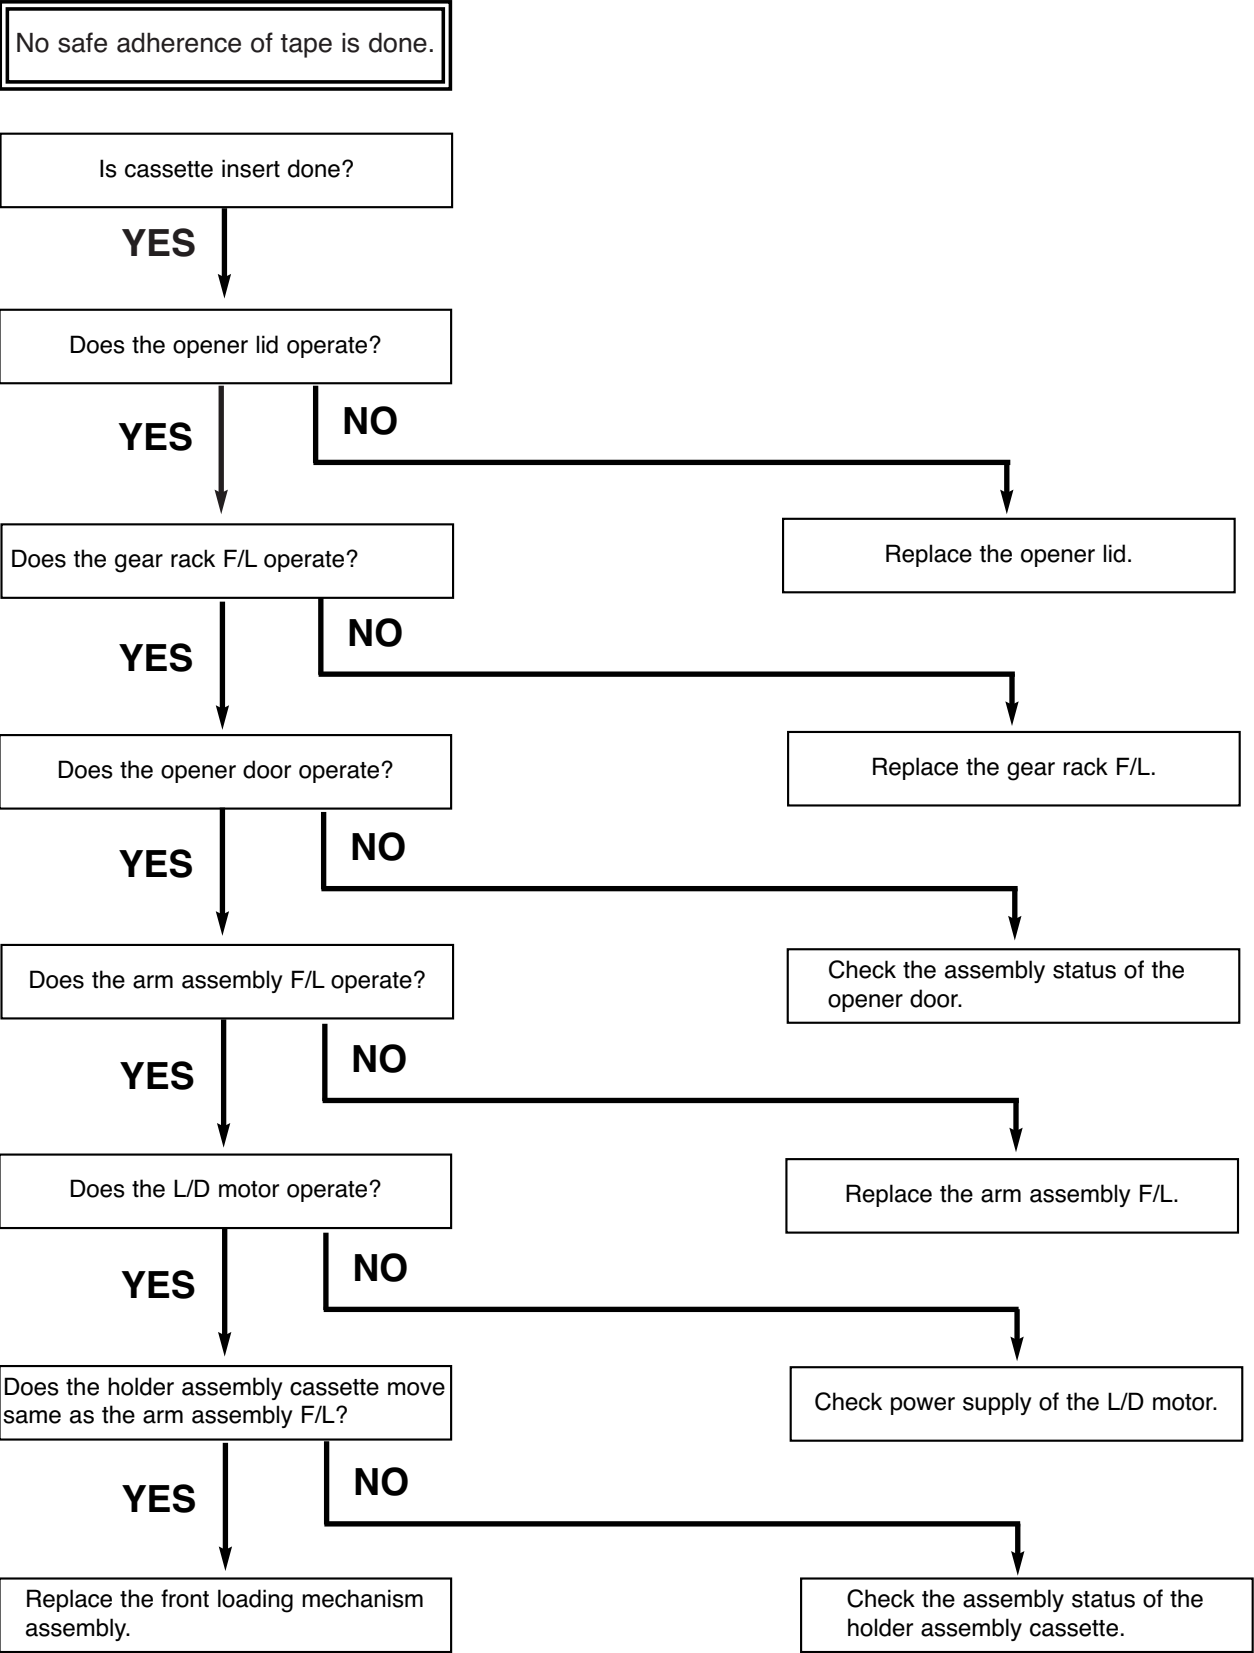 No safe adherence of tape is done.
Is cassette insert done?
YES
Does the opener lid operate?
YES
NO
Does the gear rack F/L operate?
Replace the opener lid.
YES
NO
Does the opener door operate?
Replace the gear rack F/L.
YES
NO
Does the arm assembly F/L operate?
Check the assembly status of the
opener door.
YES
NO
Does the L/D motor operate?
Replace the arm assembly F/L.
YES
NO
Does the holder assembly cassette move
same as the arm assembly F/L?
Check power supply of the L/D motor.
YES
NO
Replace the front loading mechanism
assembly.
Check the assembly status of the
holder assembly cassette.